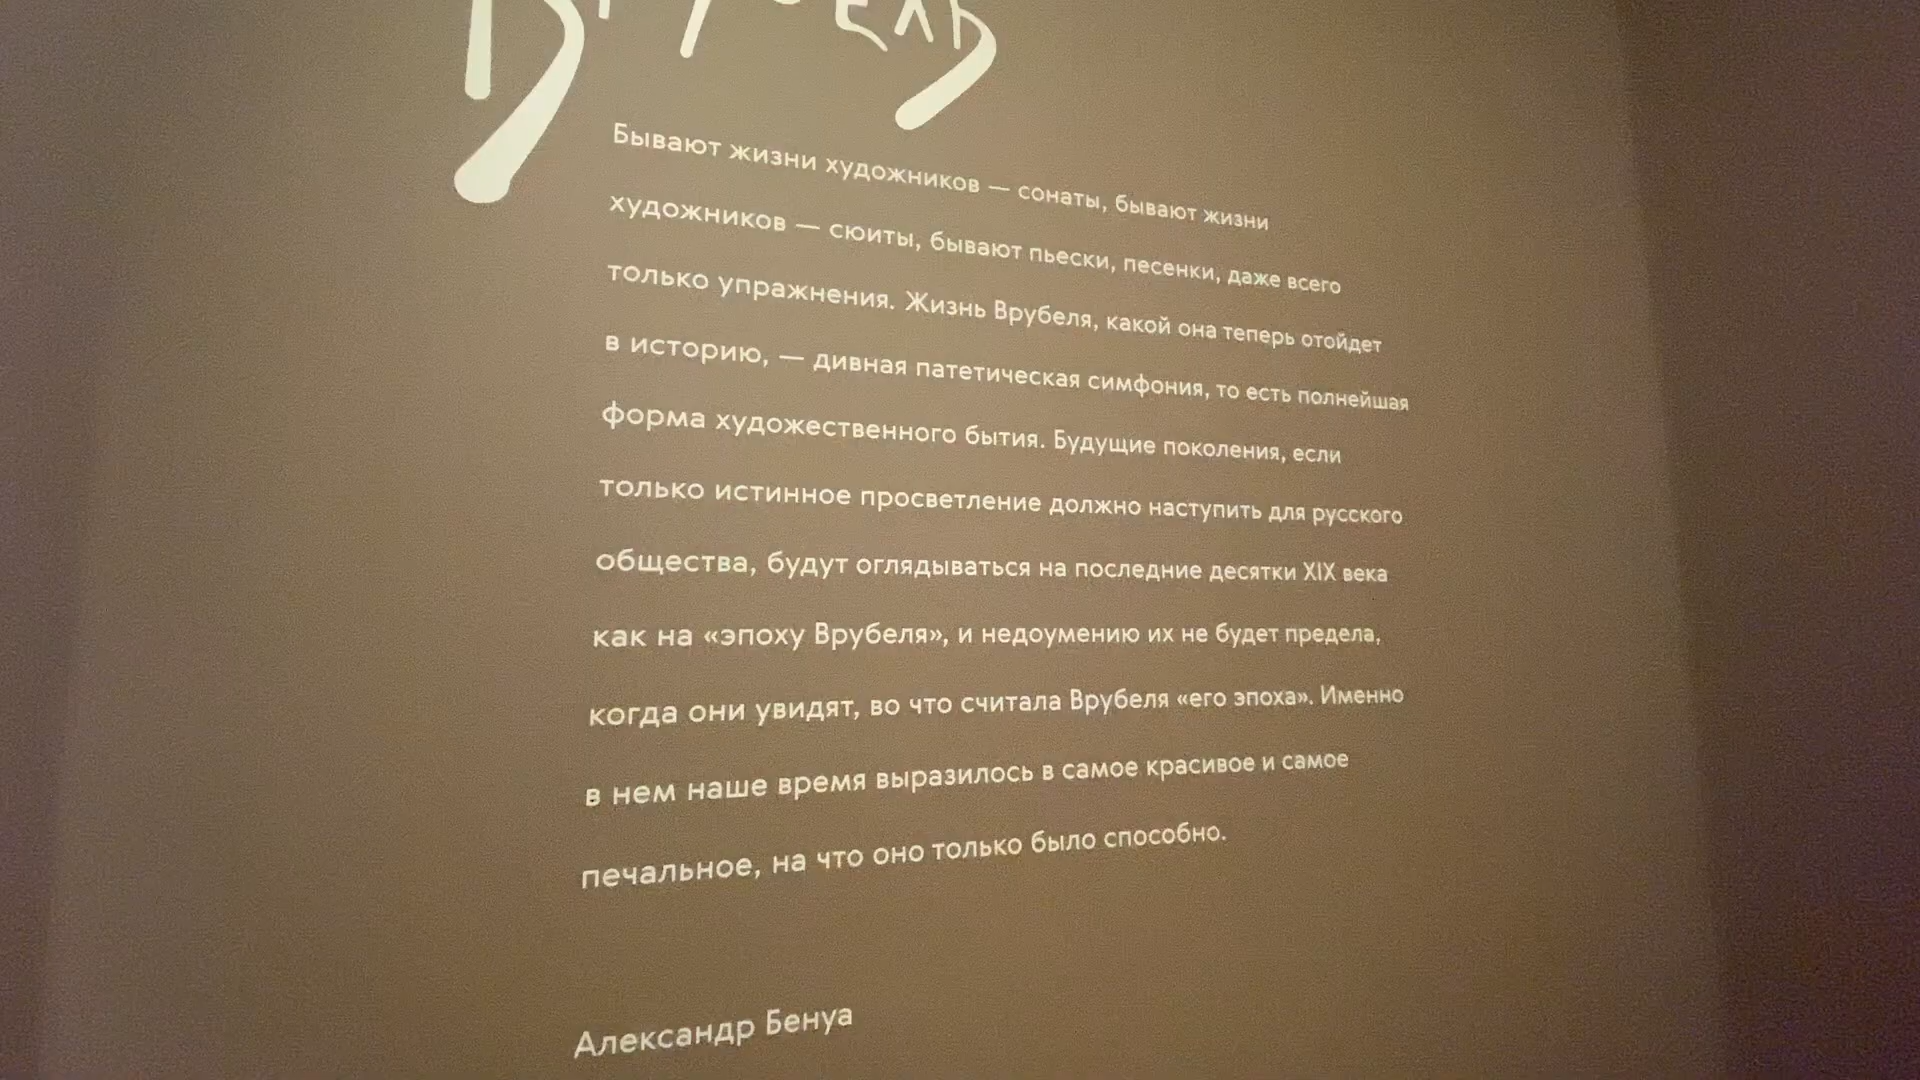 Врубель
Бывают жизни художников — сонаты, бывают жизни
художников — сюиты, бывают пьески, песенки, даже всего
только упражнения. Жизнь Врубеля, какой она теперь отойдет
в историю, — дивная патетическая симфония, то есть полнейшая
форма художественного бытия. Будущие поколения, если
только истинное просветление должно наступить для русского
общества, будут оглядываться на последние десятки XIX века
как на «эпоху Врубеля», и недоумению их не будет предела,
когда они увидят, во что считала Врубеля «его эпоха». Именно
в нем наше время выразилось в самое красивое и самое
печальное, на что оно только было способно.
Александр Бенуа